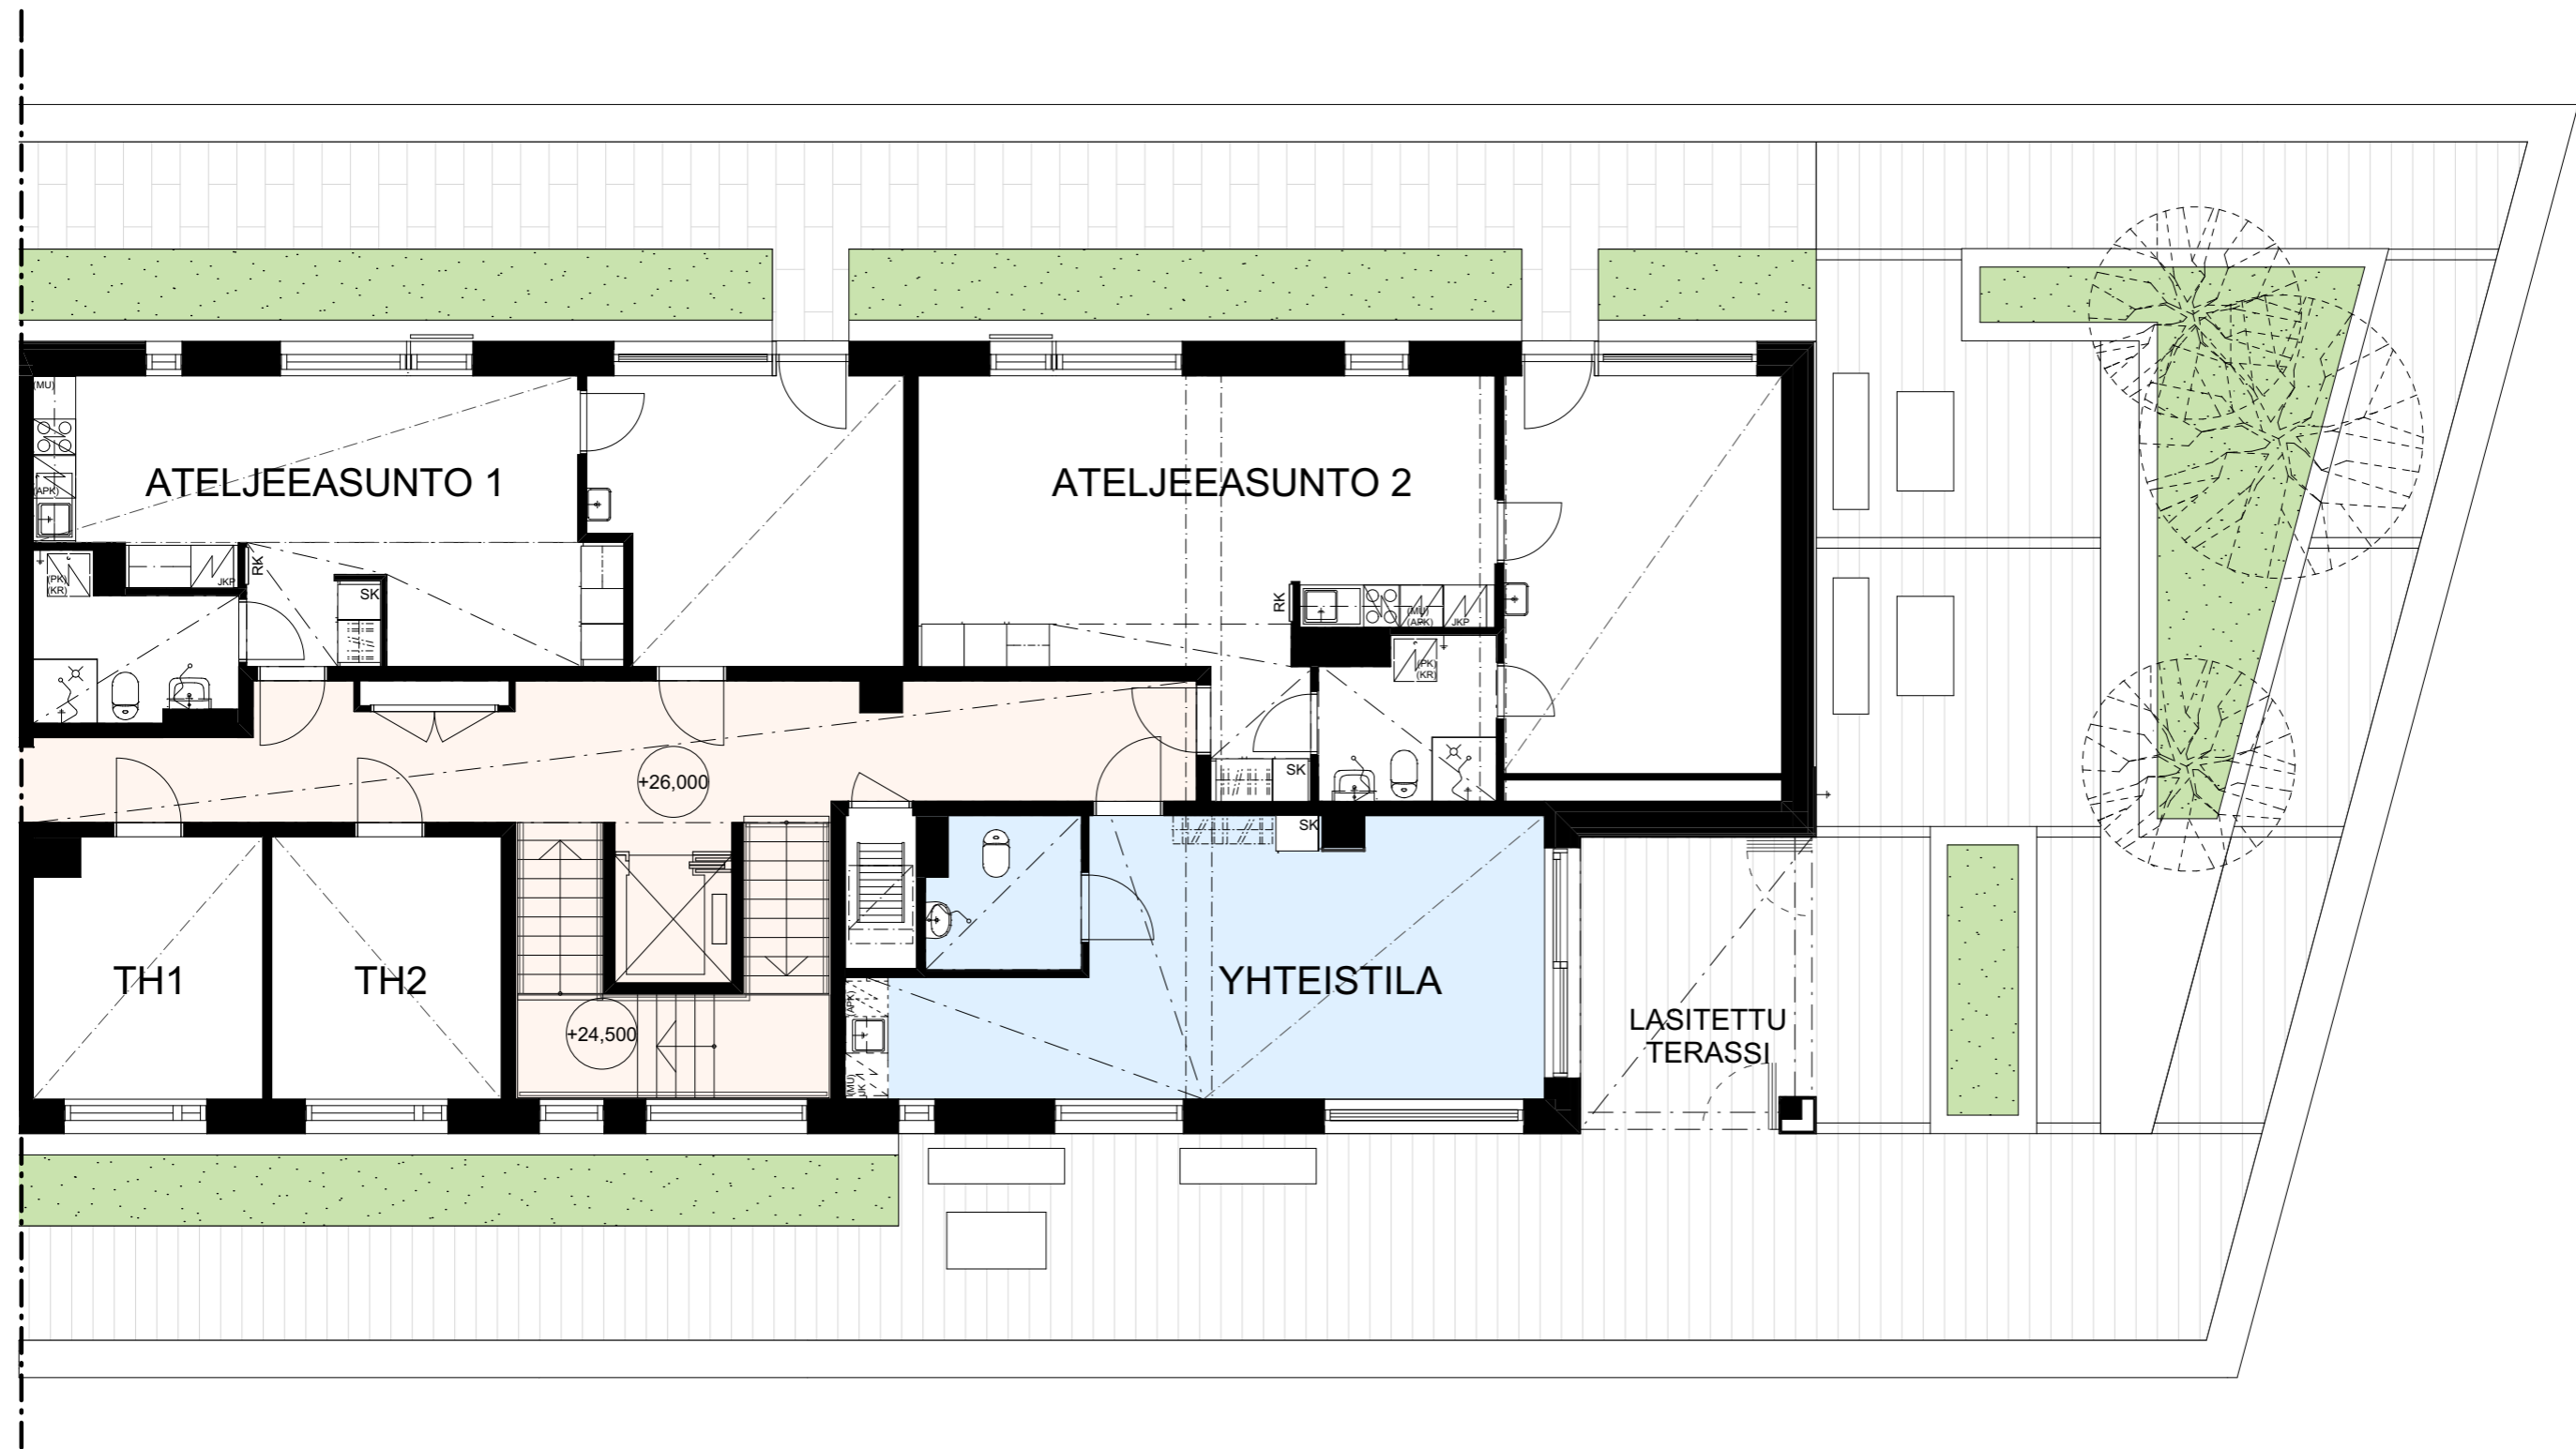 (MU)
(APK)
ATELJEEASUNTO 1
ATELJEEASUNTO 2
(PK)
(KR)
JKP
RK
SK
RK
(MU)
(APK)
JKP
(PK)
(KR)
+26,000
SK
SK
TH1
TH2
+24,500
(APK)
(MU)
JK
YHTEISTILA
LASITETTU
TERASSI